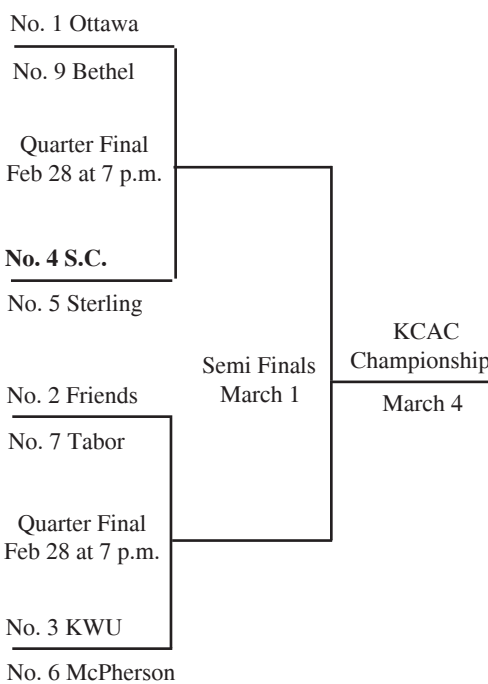 No. 1 Ottawa
No. 9 Bethel
Quarter Final
Feb 28 at 7 p.m.
No. 4 S.C.
No. 5 Sterling
Semi Finals
March 1
KCAC
Championship
March 4
No. 2 Friends
No. 7 Tabor
Quarter Final
Feb 28 at 7 p.m.
No. 3 KWU
No. 6 McPherson